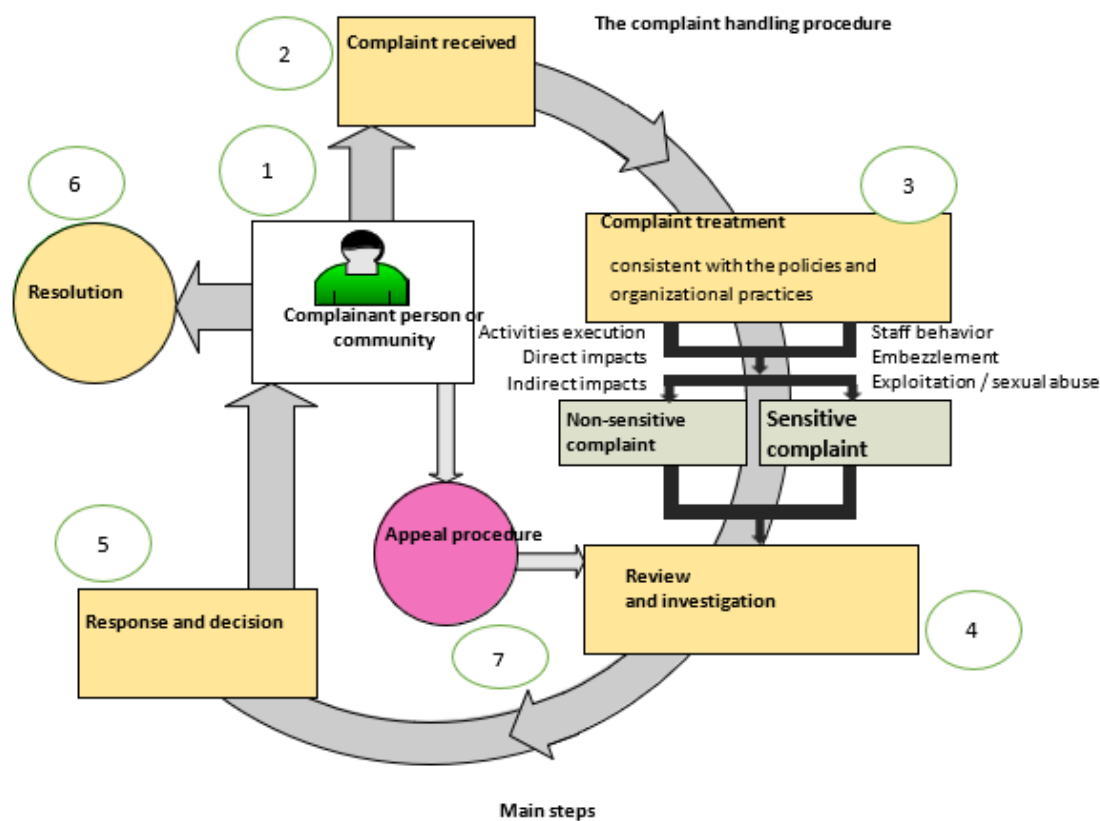 The complaint handling procedure
2
Complaint received
1
6
3
Complaint treatment
consistent with the policies and
organizational practices
Resolution
Complainant person or
community
Activities execution
Direct impacts
Indirect impacts
Staff behavior
Embezzlement
Exploitation / sexual abuse
Non-sensitive
complaint
Sensitive
complaint
5
Appeal procedure
Review
and investigation
Response and decision
4
7
Main steps